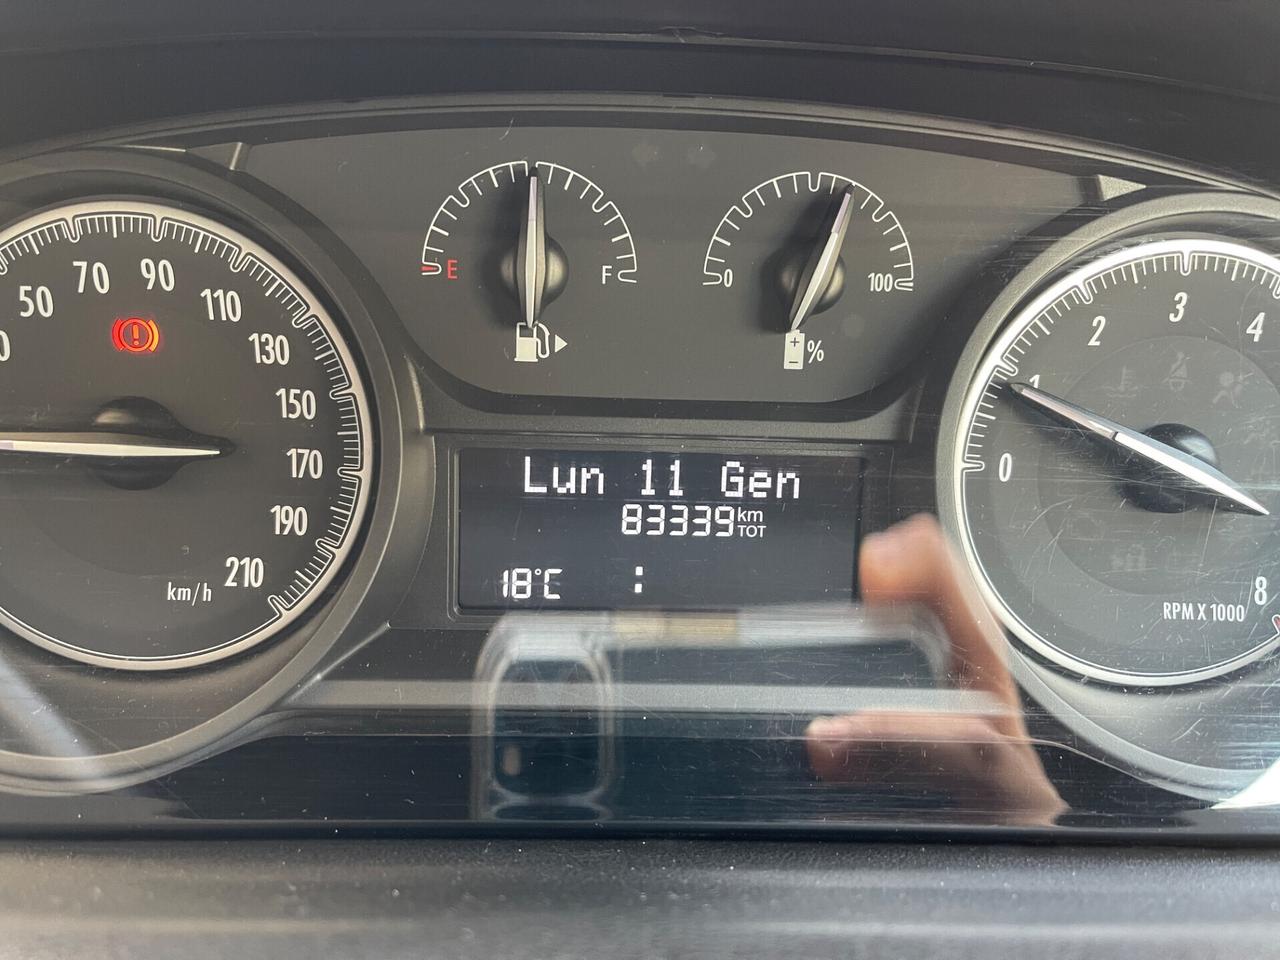 50 70 90 110
130
150
170
190
210
km/h
E F
0 100
+
- %
Lun 11 Gen
83339 km
TOT
18°C :
0 1 2 3 4
8
RPM X 1000